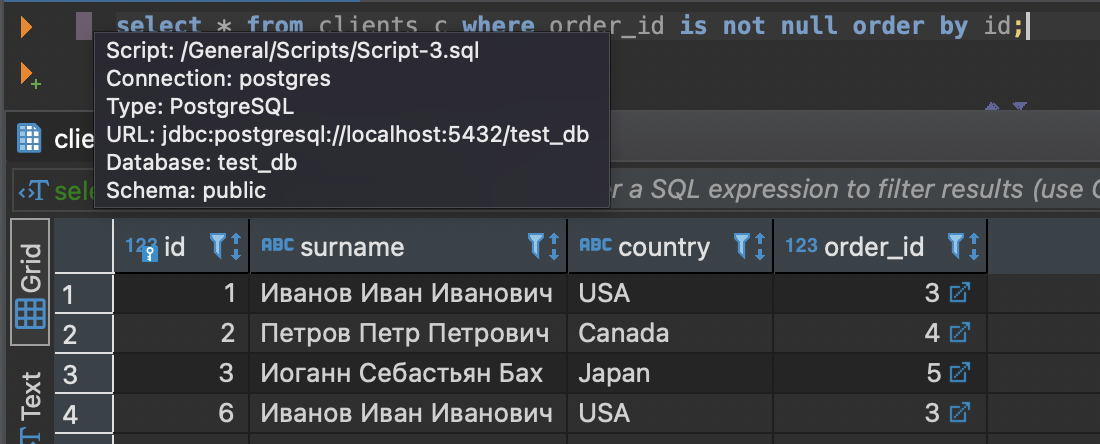 select * from clients c where order_id is not null order by id;
Script: /General/Scripts/Script-3.sql
Connection: postgres
Type: PostgreSQL
URL: jdbc:postgresql://localhost:5432/test_db
Database: test_db
Schema: public
a SQL expression to filter results (use
Grid
Text
123 id ABC surname ABC country 123 order_id
1 1 Иванов Иван Иванович USA 3
2 2 Петров Петр Петрович Canada 4
3 3 Иоганн Себастьян Бах Japan 5
4 6 Иванов Иван Иванович USA 3